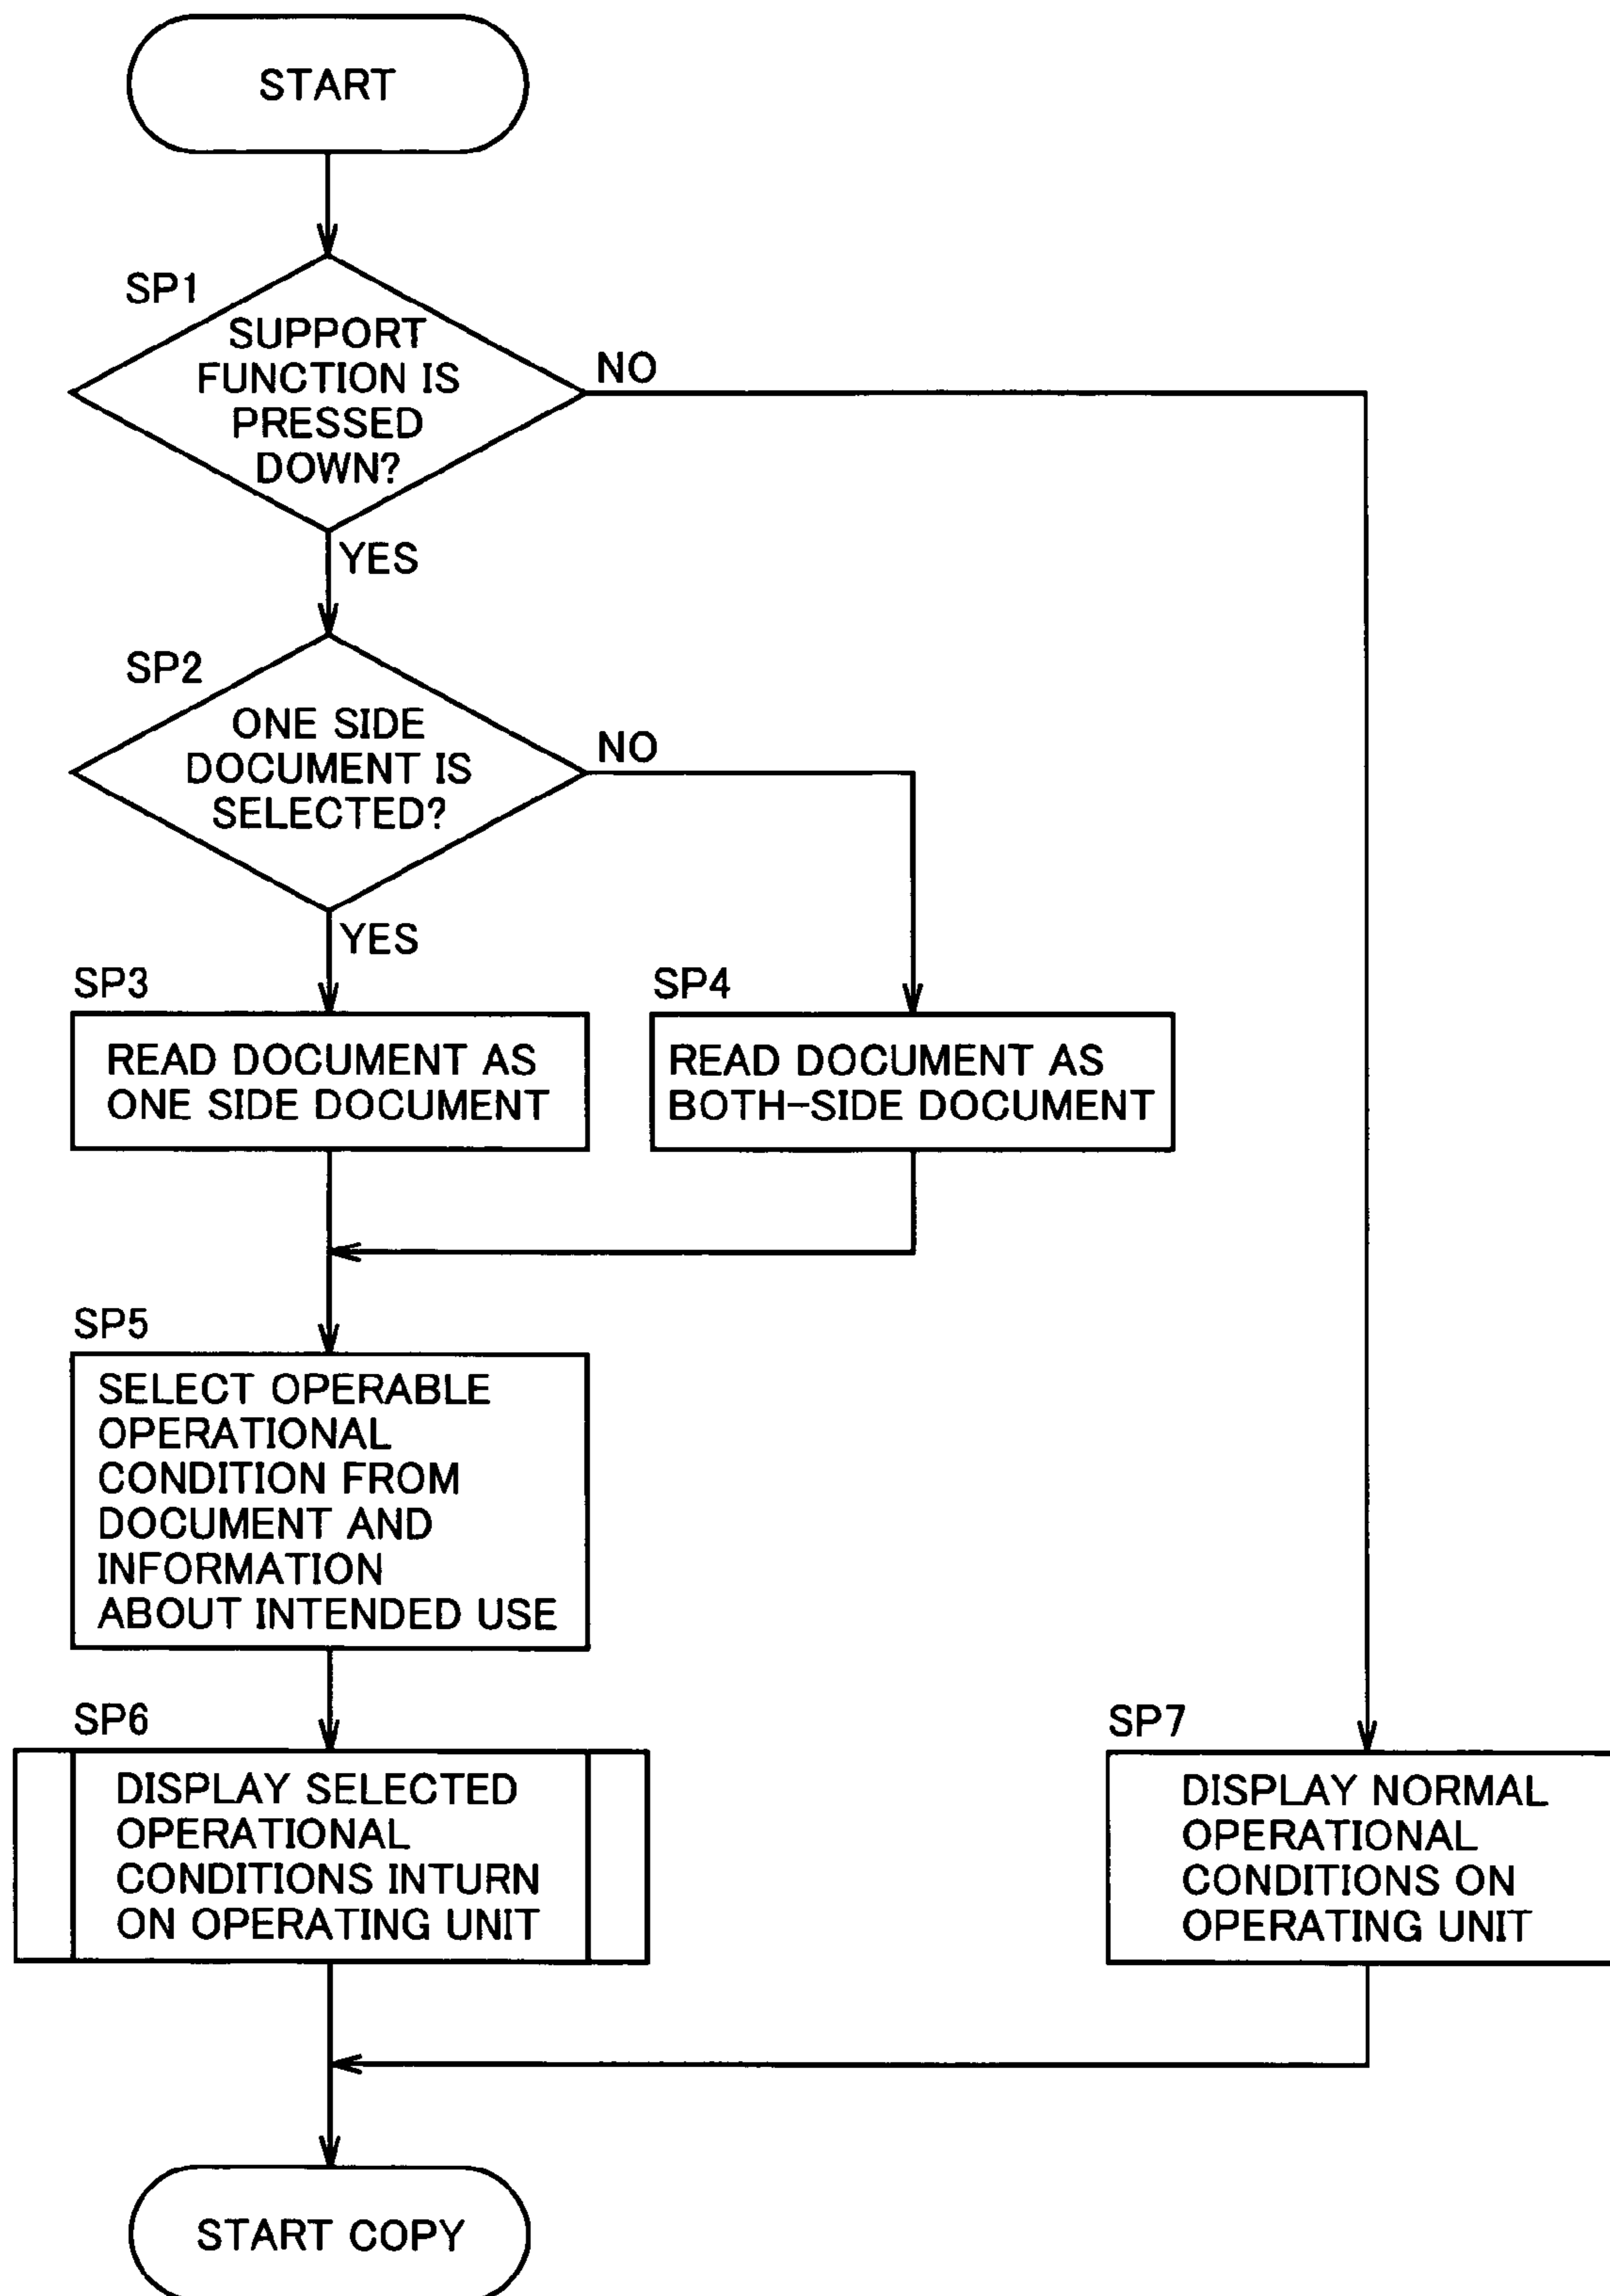 START
SP1
SUPPORT
FUNCTION IS
PRESSED
DOWN?
NO
YES
SP2
ONE SIDE
DOCUMENT IS
SELECTED?
NO
YES
SP3
READ DOCUMENT AS
ONE SIDE DOCUMENT
SP4
READ DOCUMENT AS
BOTH-SIDE DOCUMENT
SP5
SELECT OPERABLE
OPERATIONAL
CONDITION FROM
DOCUMENT AND
INFORMATION
ABOUT INTENDED USE
SP6
DISPLAY SELECTED
OPERATIONAL
CONDITIONS INTURN
ON OPERATING UNIT
SP7
DISPLAY NORMAL
OPERATIONAL
CONDITIONS ON
OPERATING UNIT
START COPY